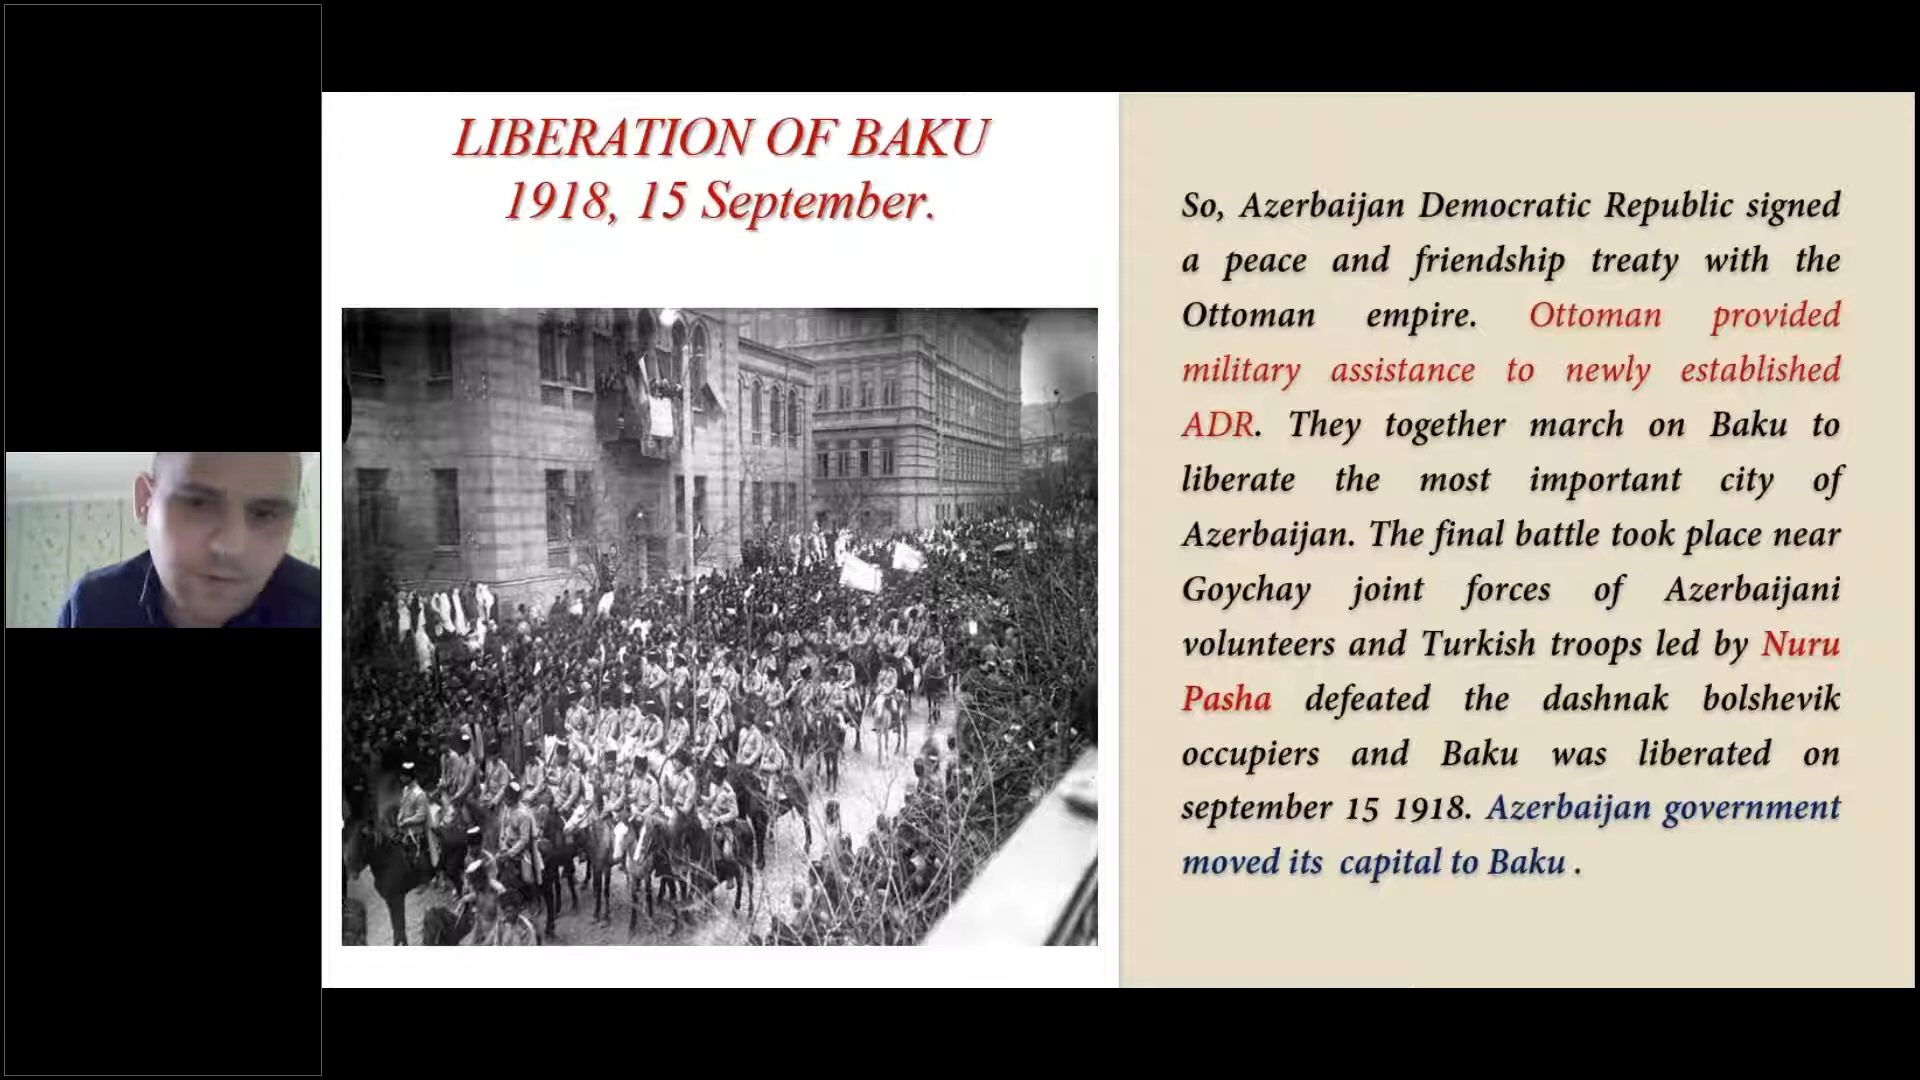 LIBERATION OF BAKU
1918, 15 September.
So, Azerbaijan Democratic Republic signed
a peace and friendship treaty with the
Ottoman empire. Ottoman provided
military assistance to newly established
ADR. They together march on Baku to
liberate the most important city of
Azerbaijan. The final battle took place near
Goychay joint forces of Azerbaijani
volunteers and Turkish troops led by Nuru
Pasha defeated the dashnak bolshevik
occupiers and Baku was liberated on
september 15 1918. Azerbaijan government
moved its capital to Baku .